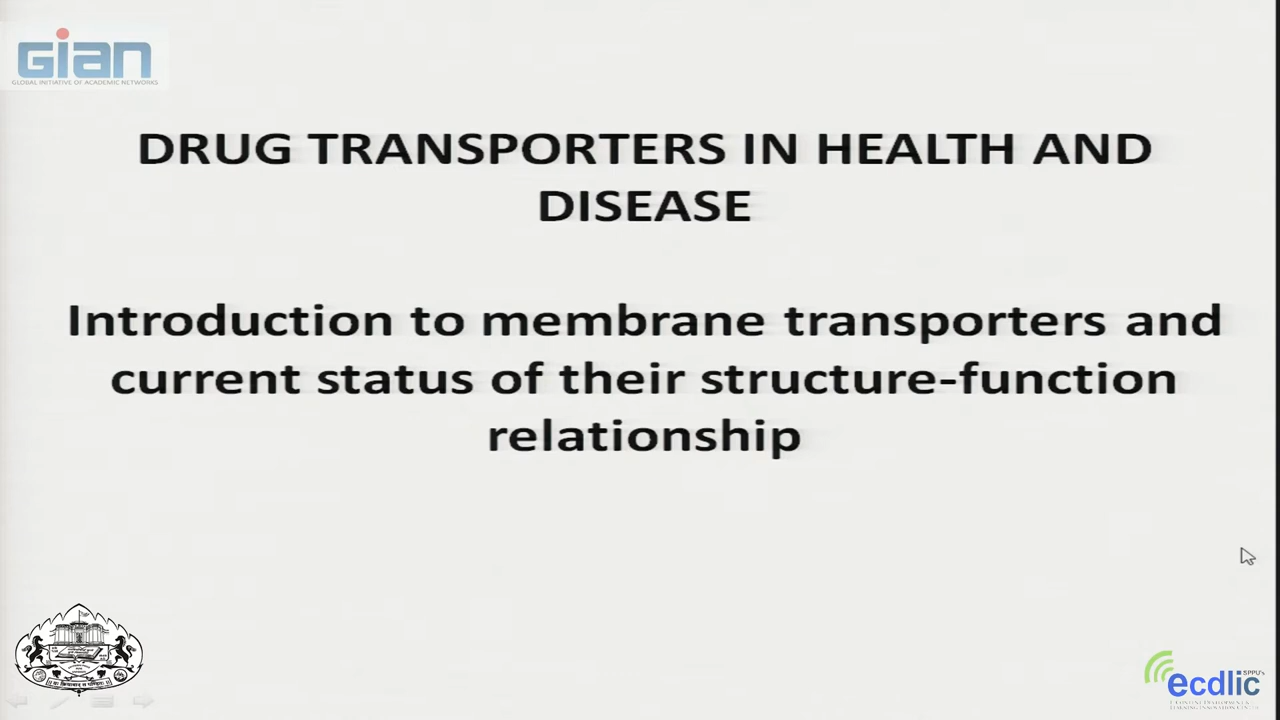 GIAN
GLOBAL INITIATIVE OF ACADEMIC NETWORKS
DRUG TRANSPORTERS IN HEALTH AND
DISEASE
Introduction to membrane transporters and
current status of their structure-function
relationship
SPPU's
ecdlic